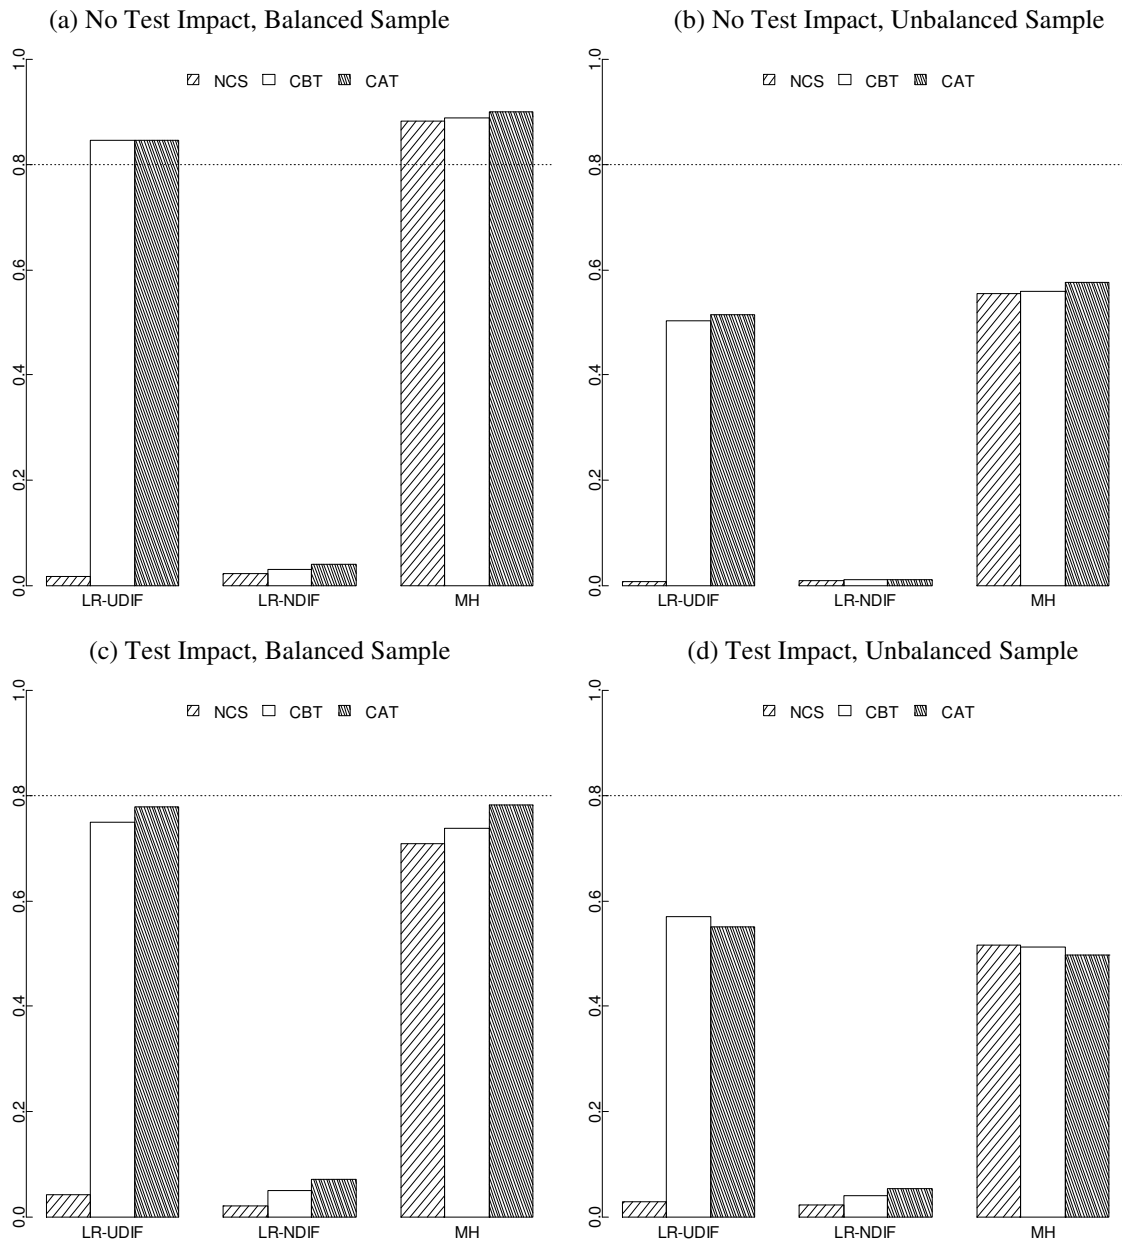 (a) No Test Impact, Balanced Sample
1.0
NCS CBT CAT
0.8
0.6
0.4
0.2
0.0
LR-UDIF LR-NDIF MH
(b) No Test Impact, Unbalanced Sample
1.0
NCS CBT CAT
0.8
0.6
0.4
0.2
0.0
LR-UDIF LR-NDIF MH
(c) Test Impact, Balanced Sample
1.0
NCS CBT CAT
0.8
0.6
0.4
0.2
0.0
LR-UDIF LR-NDIF MH
(d) Test Impact, Unbalanced Sample
1.0
NCS CBT CAT
0.8
0.6
0.4
0.2
0.0
LR-UDIF LR-NDIF MH